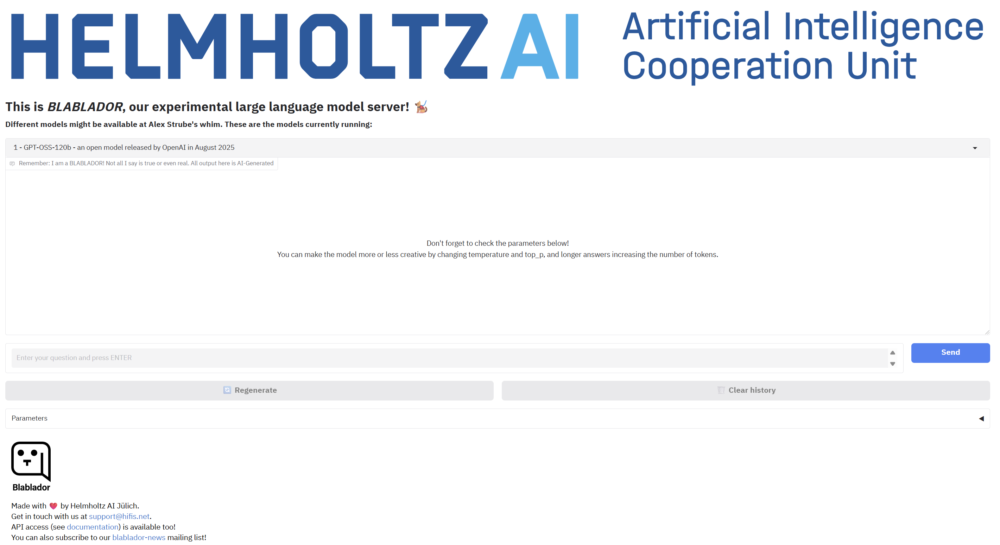 HELMHOLTZ AI
Artificial Intelligence
Cooperation Unit
This is BLABLADOR, our experimental large language model server! 🐕‍🦺
Different models might be available at Alex Strube's whim. These are the models currently running:
1 - GPT-OSS-120b - an open model released by OpenAI in August 2025
Remember: I am a BLABLADOR! Not all I say is true or even real. All output here is AI-Generated
Don't forget to check the parameters below!
You can make the model more or less creative by changing temperature and top_p, and longer answers increasing the number of tokens.
Enter your question and press ENTER
Send
Regenerate
Clear history
Parameters
Blablador
Made with ❤️ by Helmholtz AI Jülich.
Get in touch with us at support@hifis.net.
API access (see documentation) is available too!
You can also subscribe to our blablador-news mailing list!